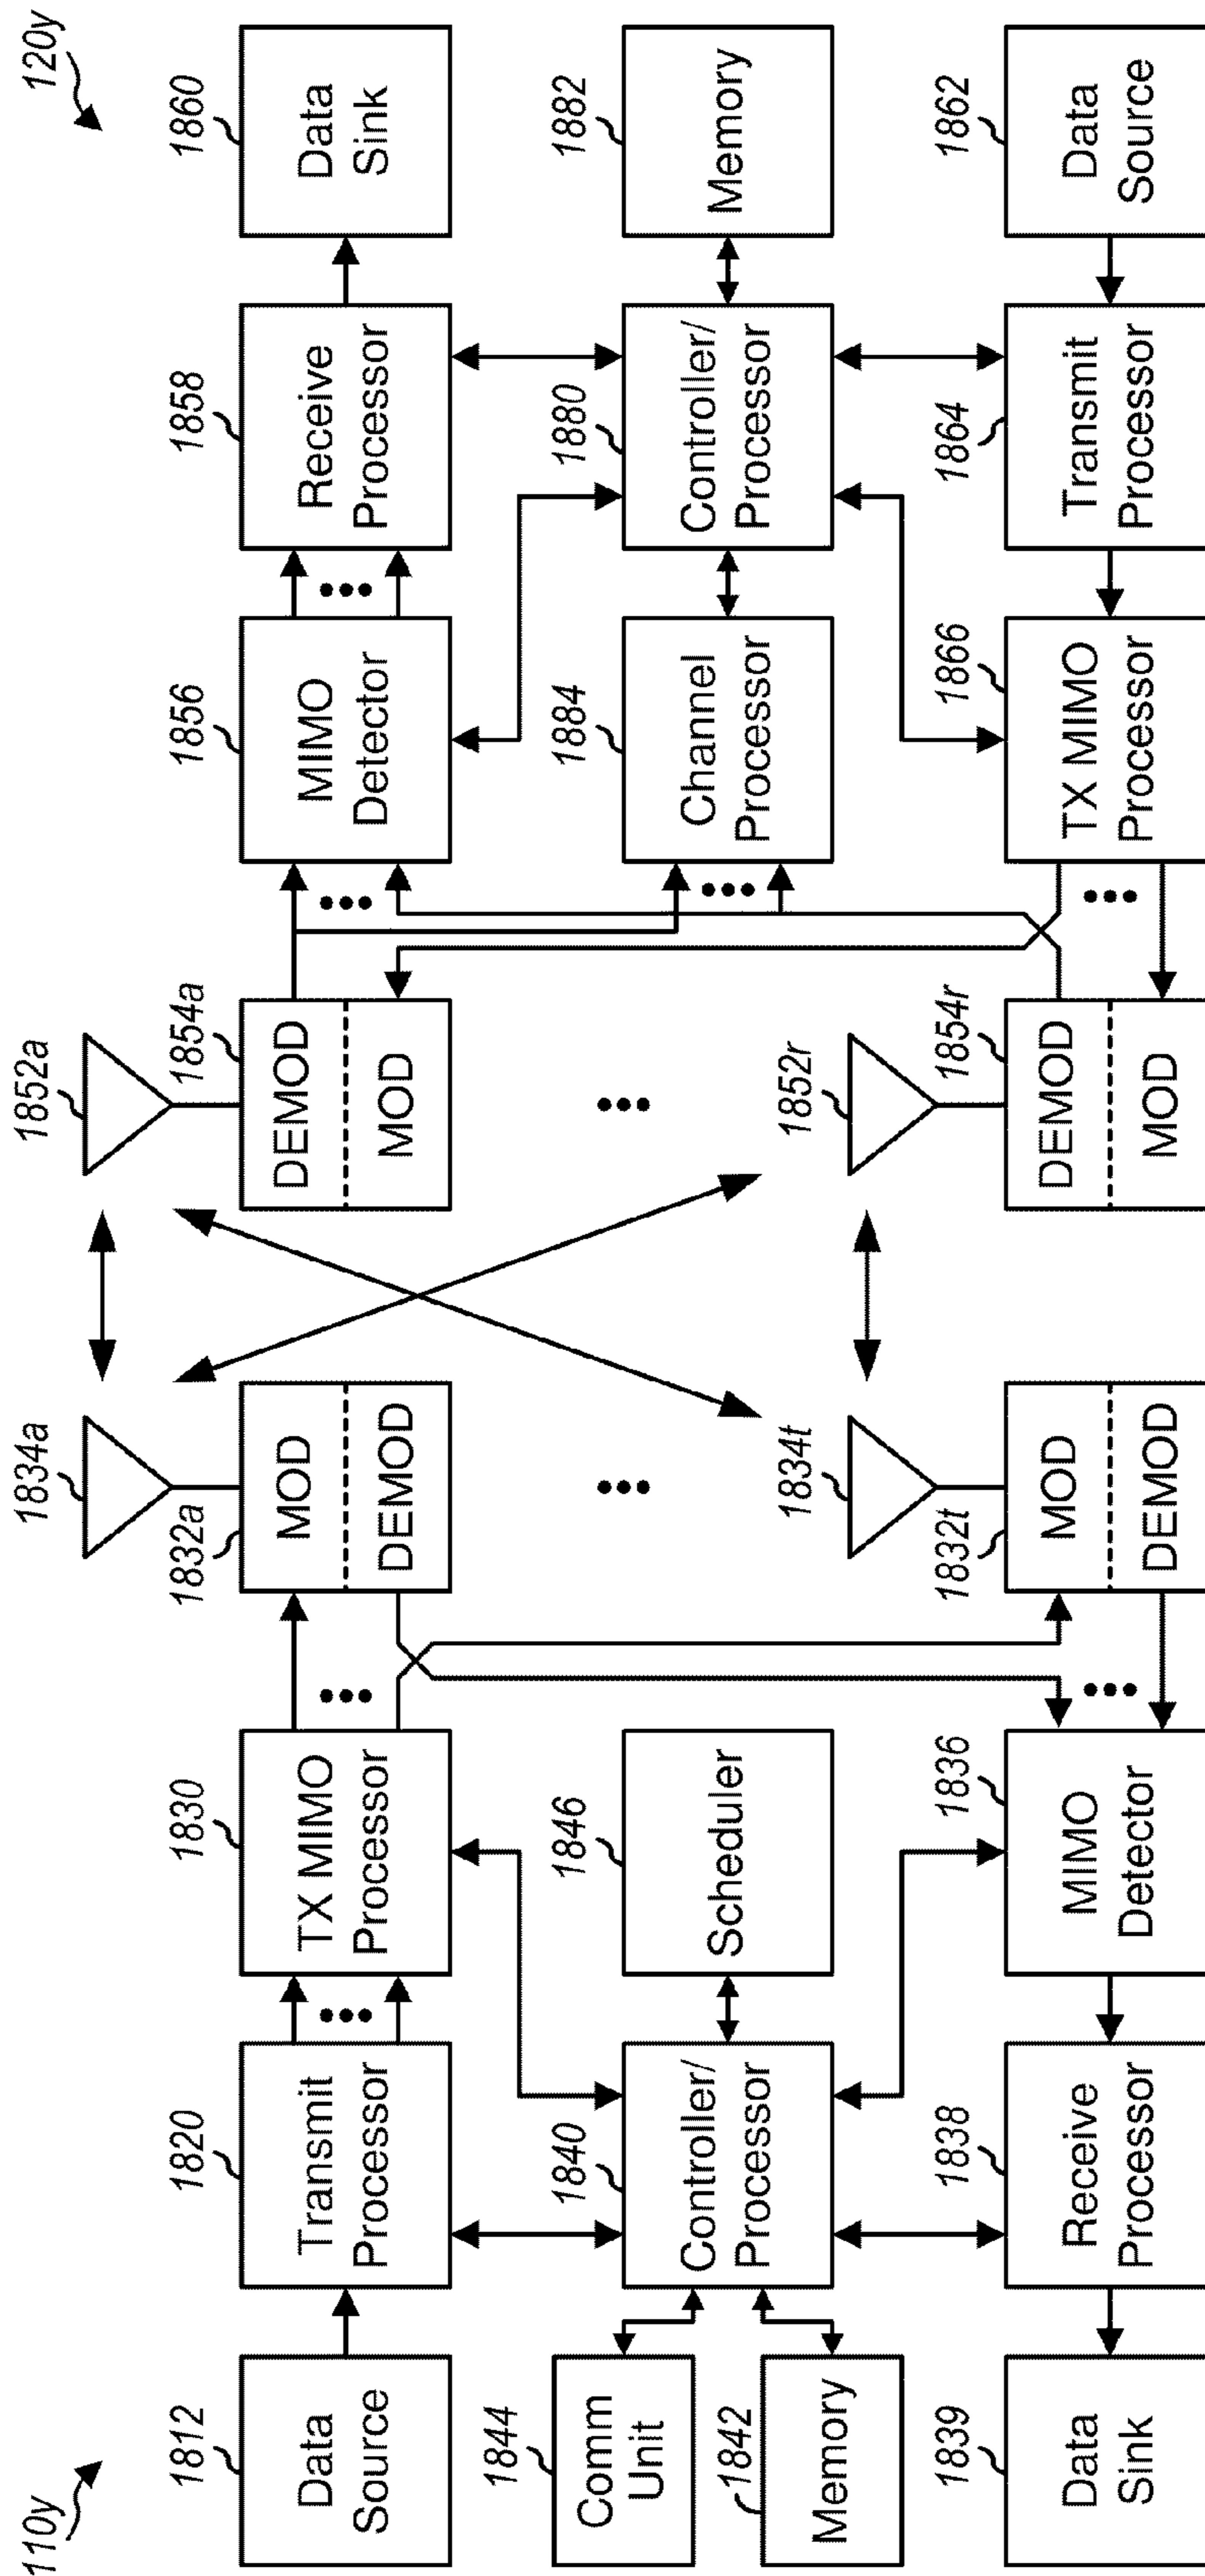 110y
120y
1812
Data
Source
1820
Transmit
Processor
1830
TX MIMO
Processor
1834a
1832a
MOD
DEMOD
1852a
1854a
DEMOD
MOD
1856
MIMO
Detector
1858
Receive
Processor
1860
Data
Sink
1844
Comm
Unit
1842
Memory
1840
Controller/
Processor
1846
Scheduler
1884
Channel
Processor
1880
Controller/
Processor
1882
Memory
1839
Data
Sink
1838
Receive
Processor
1836
MIMO
Detector
1834t
1832t
MOD
DEMOD
1852r
1854r
DEMOD
MOD
1866
TX MIMO
Processor
1864
Transmit
Processor
1862
Data
Source